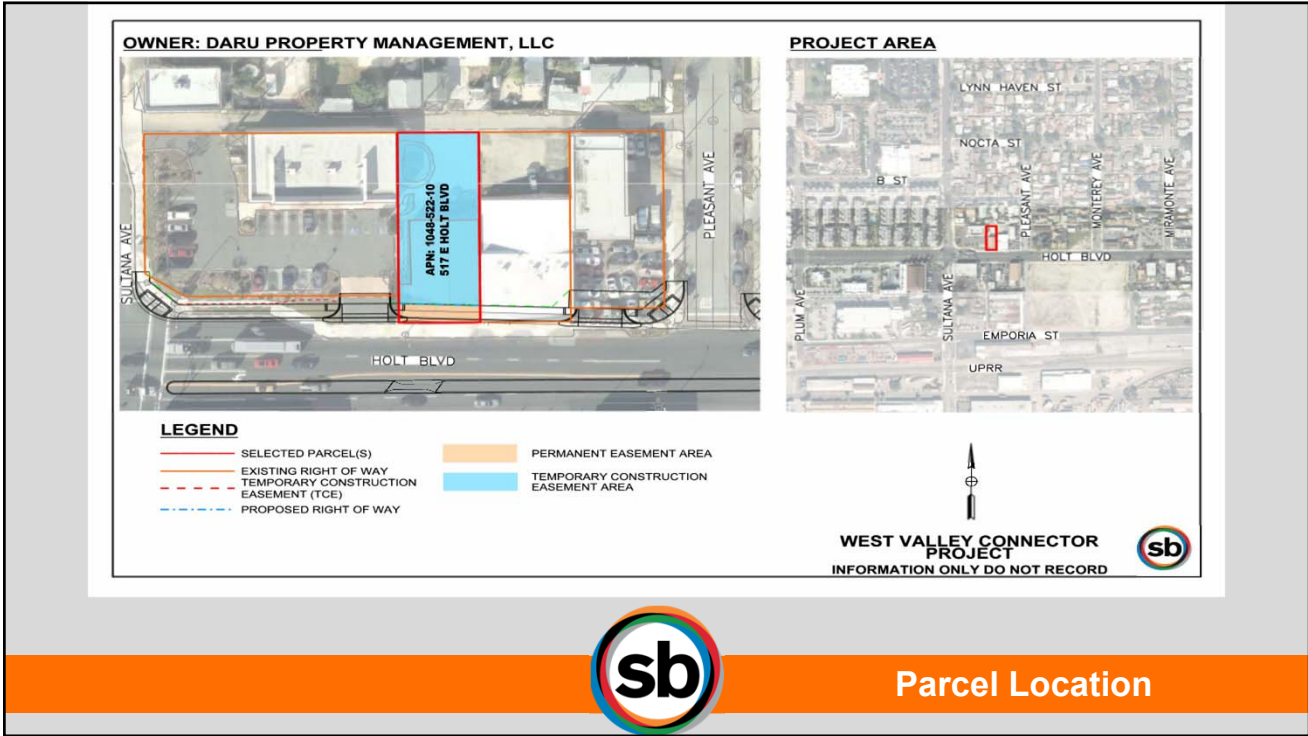 OWNER: DARU PROPERTY MANAGEMENT, LLC
PROJECT AREA
SULTANA AVE
APN: 1048-522-10
517 E HOLT BLVD
PLEASANT AVE
HOLT BLVD
LYNN HAVEN ST
NOCTA ST
B ST
PLEASANT AVE
MONTEREY AVE
MIRAMONTE AVE
HOLT BLVD
PLUM AVE
SULTANA AVE
EMPORIA ST
UPRR
LEGEND
SELECTED PARCEL(S)
EXISTING RIGHT OF WAY
TEMPORARY CONSTRUCTION
EASEMENT (TCE)
PROPOSED RIGHT OF WAY
PERMANENT EASEMENT AREA
TEMPORARY CONSTRUCTION
EASEMENT AREA
WEST VALLEY CONNECTOR
PROJECT
INFORMATION ONLY DO NOT RECORD
sb
sb
Parcel Location